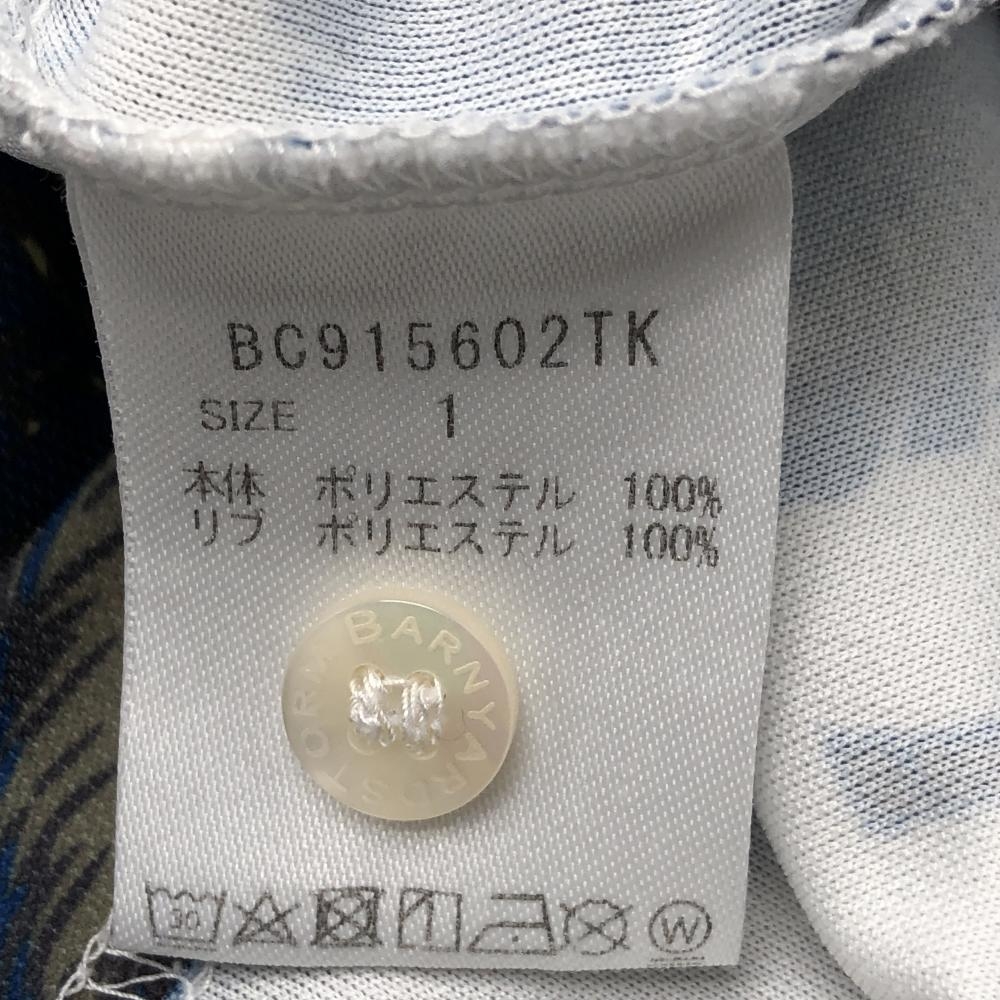 BC915602TK
SIZE 1
本体 ポリエステル 100%
リブ ポリエステル 100%
BARNYARDSTORM
30
W